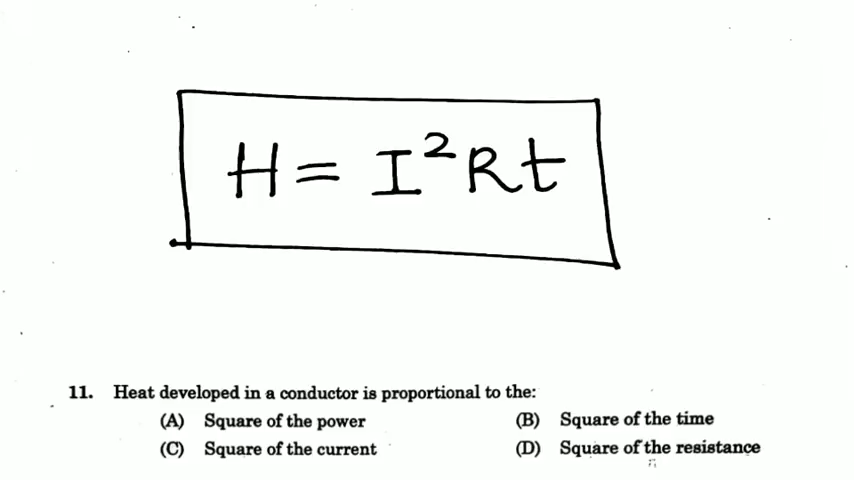 H = I²Rt
11. Heat developed in a conductor is proportional to the:
(A) Square of the power (B) Square of the time
(C) Square of the current (D) Square of the resistance